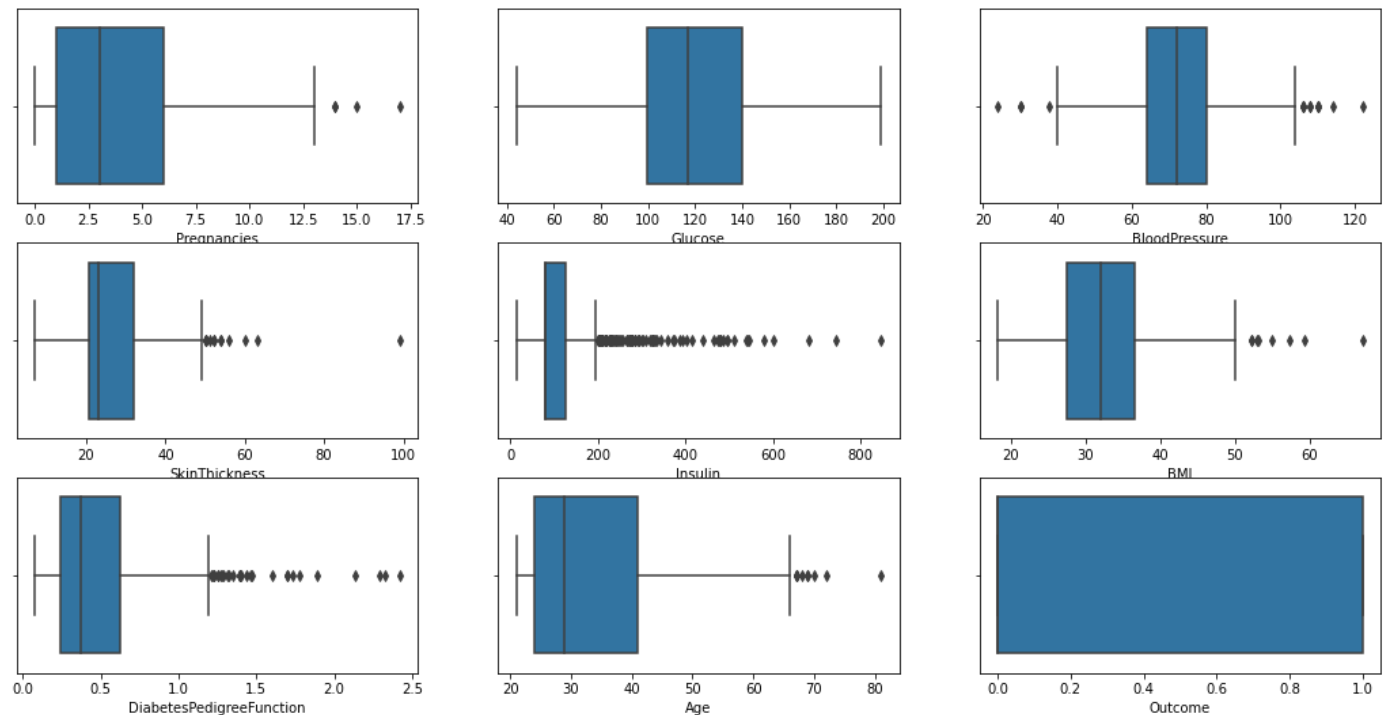 0.0 2.5 5.0 7.5 10.0 12.5 15.0 17.5
Pregnancies
40 60 80 100 120 140 160 180 200
Glucose
20 40 60 80 100 120
BloodPressure
20 40 60 80 100
SkinThickness
0 200 400 600 800
Insulin
20 30 40 50 60
BMI
0.0 0.5 1.0 1.5 2.0 2.5
DiabetesPedigreeFunction
20 30 40 50 60 70 80
Age
0.0 0.2 0.4 0.6 0.8 1.0
Outcome